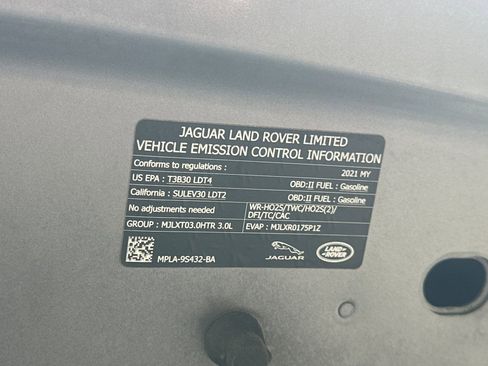 JAGUAR LAND ROVER LIMITED
VEHICLE EMISSION CONTROL INFORMATION
Conforms to regulations : 2021 MY
US EPA : T3B30 LDT4 OBD:II FUEL : Gasoline
California : SULEV30 LDT2 OBD:II FUEL : Gasoline
No adjustments needed WR-HO2S/TWC/HO2S(2)/
DFI/TC/CAC
GROUP : MJLXT03.0HTR 3.0L EVAP : MJLXR0175P1Z
MPLA-9S432-BA JAGUAR LAND-ROVER